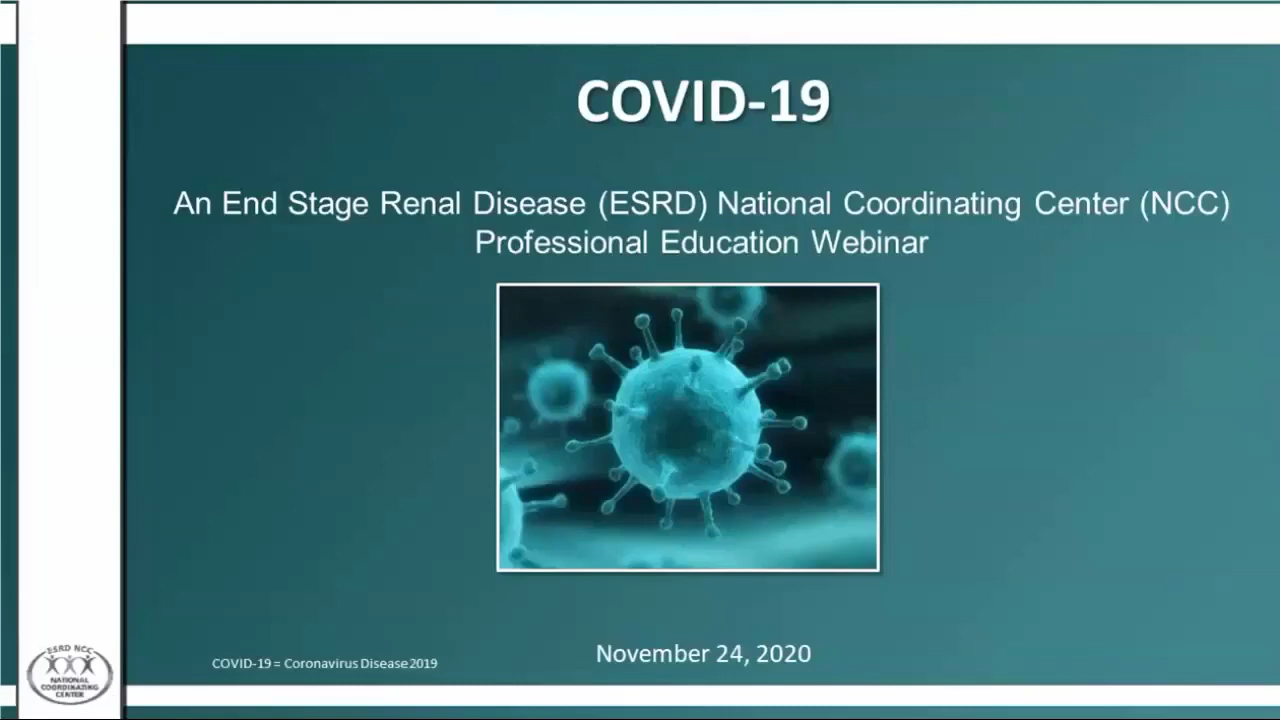 COVID-19
An End Stage Renal Disease (ESRD) National Coordinating Center (NCC)
Professional Education Webinar
November 24, 2020
COVID-19 = Coronavirus Disease 2019
ESRD NCC
NATIONAL
COORDINATING
CENTER